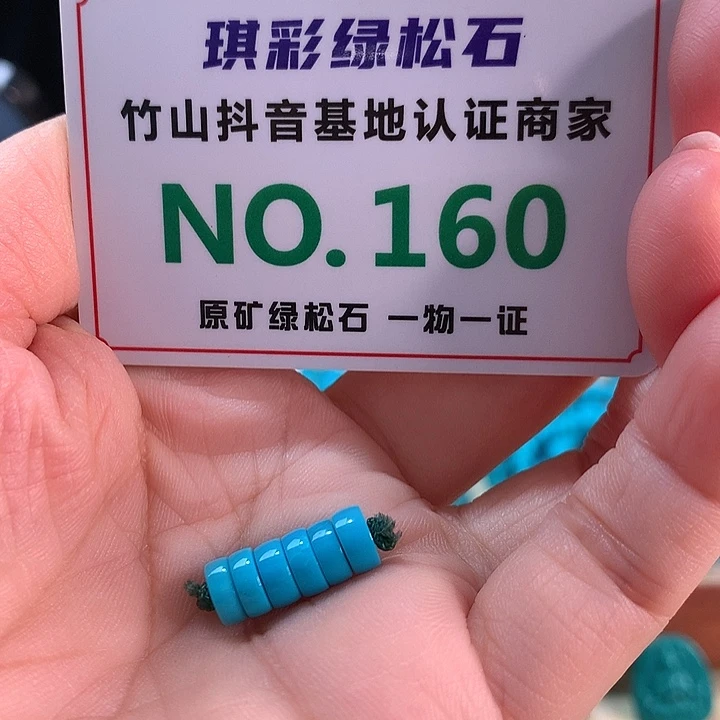 琪彩绿松石
竹山抖音基地认证商家
NO.160
原矿绿松石 一物一证